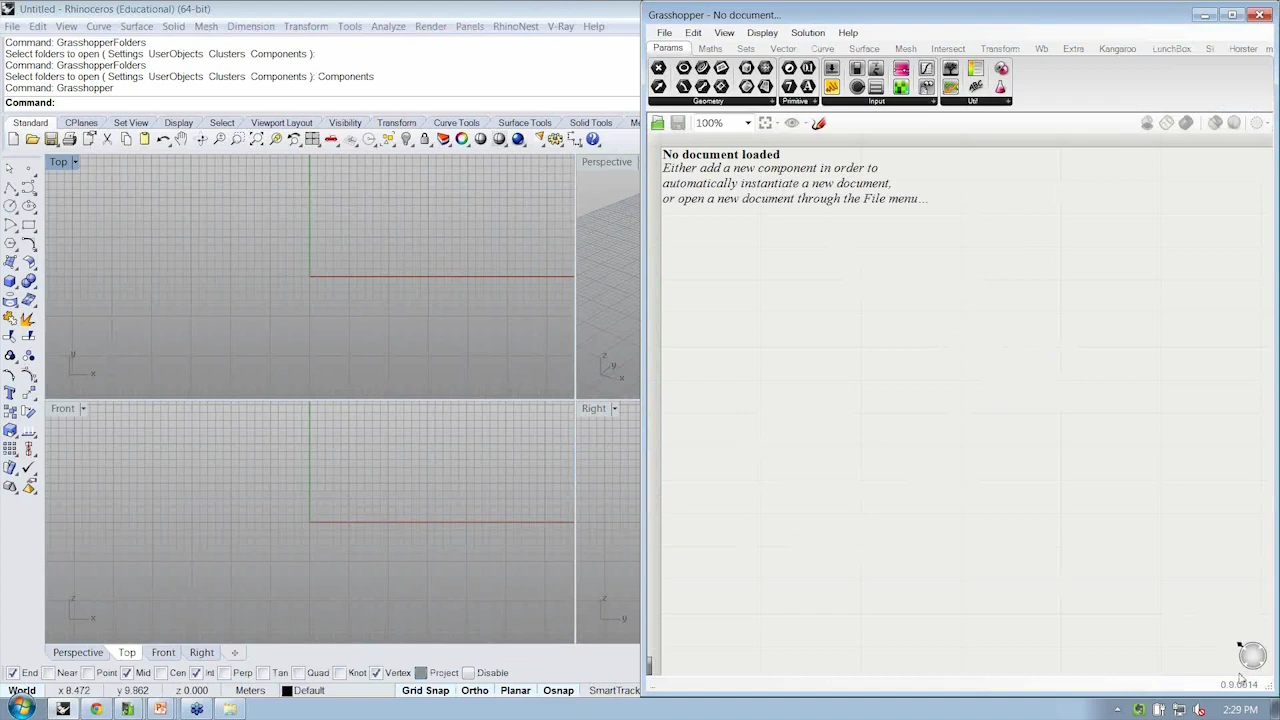 Untitled - Rhinoceros (Educational) (64-bit)
File Edit View Curve Surface Solid Mesh Dimension Transform Tools Analyze Render Panels RhinoNest V-Ray Help
Command: GrasshopperFolders
Select folders to open ( Settings UserObjects Clusters Components ):
Command: GrasshopperFolders
Select folders to open ( Settings UserObjects Clusters Components ): Components
Command: Grasshopper
Command:
Standard CPlanes Set View Display Select Viewport Layout Visibility Transform Curve Tools Surface Tools Solid Tools
Top
Perspective
y
x
z
y
x
Front
Right
z
x
z
y
Perspective Top Front Right
End Near Point Mid Cen Int Perp Tan Quad Knot Vertex Project Disable
World x 8.472 y 9.862 z 0.000 Meters Default Grid Snap Ortho Planar Osnap SmartTrack
Grasshopper - No document...
File Edit View Display Solution Help
Params Maths Sets Vector Curve Surface Mesh Intersect Transform Wb Extra Kangaroo LunchBox Horster
Geometry Primitive Input Util
100%
No document loaded
Either add a new component in order to
automatically instantiate a new document,
or open a new document through the File menu...
0.9.0014
2:29 PM